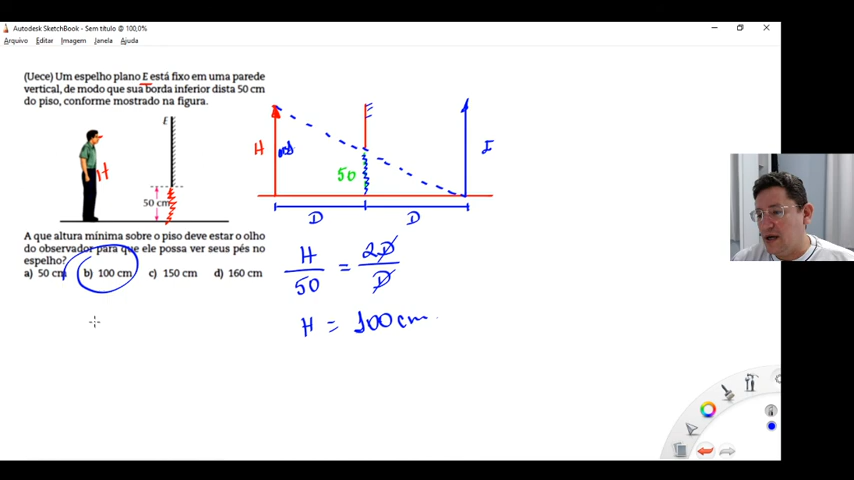 Autodesk SketchBook - Sem título @ 100,0%
Arquivo Editar Imagem Janela Ajuda
(Uece) Um espelho plano E está fixo em uma parede
vertical, de modo que sua borda inferior dista 50 cm
do piso, conforme mostrado na figura.
E
H
50 cm
A que altura mínima sobre o piso deve estar o olho
do observador para que ele possa ver seus pés no
espelho?
a) 50 cm b) 100 cm c) 150 cm d) 160 cm
H
50
I
D D
H
50
=
2D
D
H = 100 cm